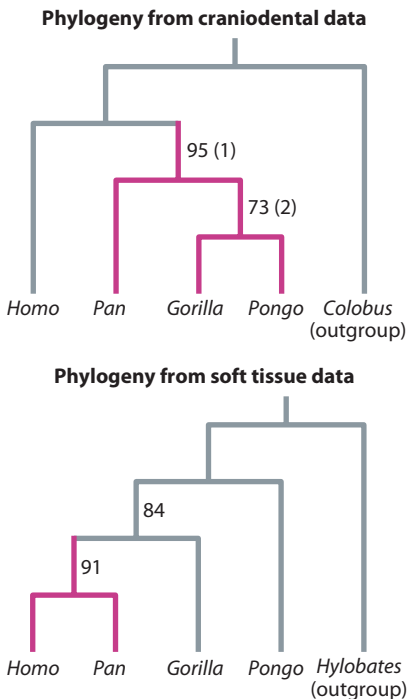 Phylogeny from craniodental data
95 (1)
73 (2)
Homo Pan Gorilla Pongo Colobus
(outgroup)
Phylogeny from soft tissue data
84
91
Homo Pan Gorilla Pongo Hylobates
(outgroup)